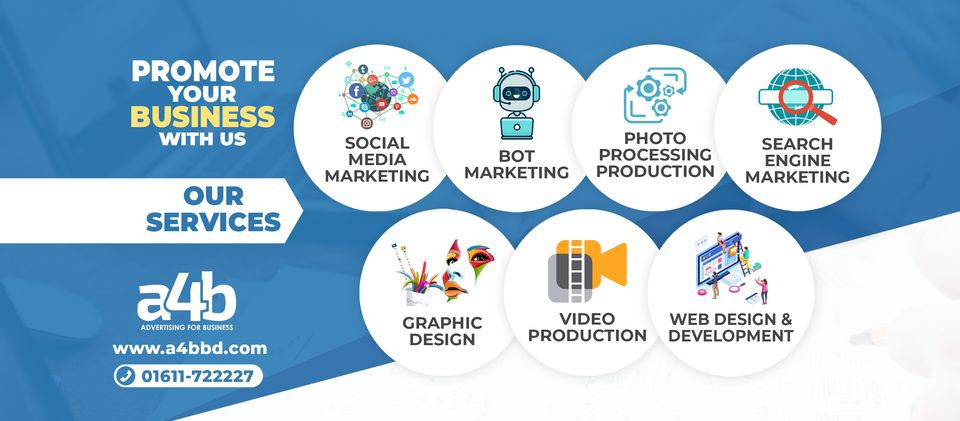 PROMOTE
YOUR
BUSINESS
WITH US
OUR
SERVICES
a4b
ADVERTISING FOR BUSINESS
www.a4bbd.com
01611-722227
SOCIAL
MEDIA
MARKETING
BOT
MARKETING
PHOTO
PROCESSING
PRODUCTION
SEARCH
ENGINE
MARKETING
GRAPHIC
DESIGN
VIDEO
PRODUCTION
WEB DESIGN &
DEVELOPMENT